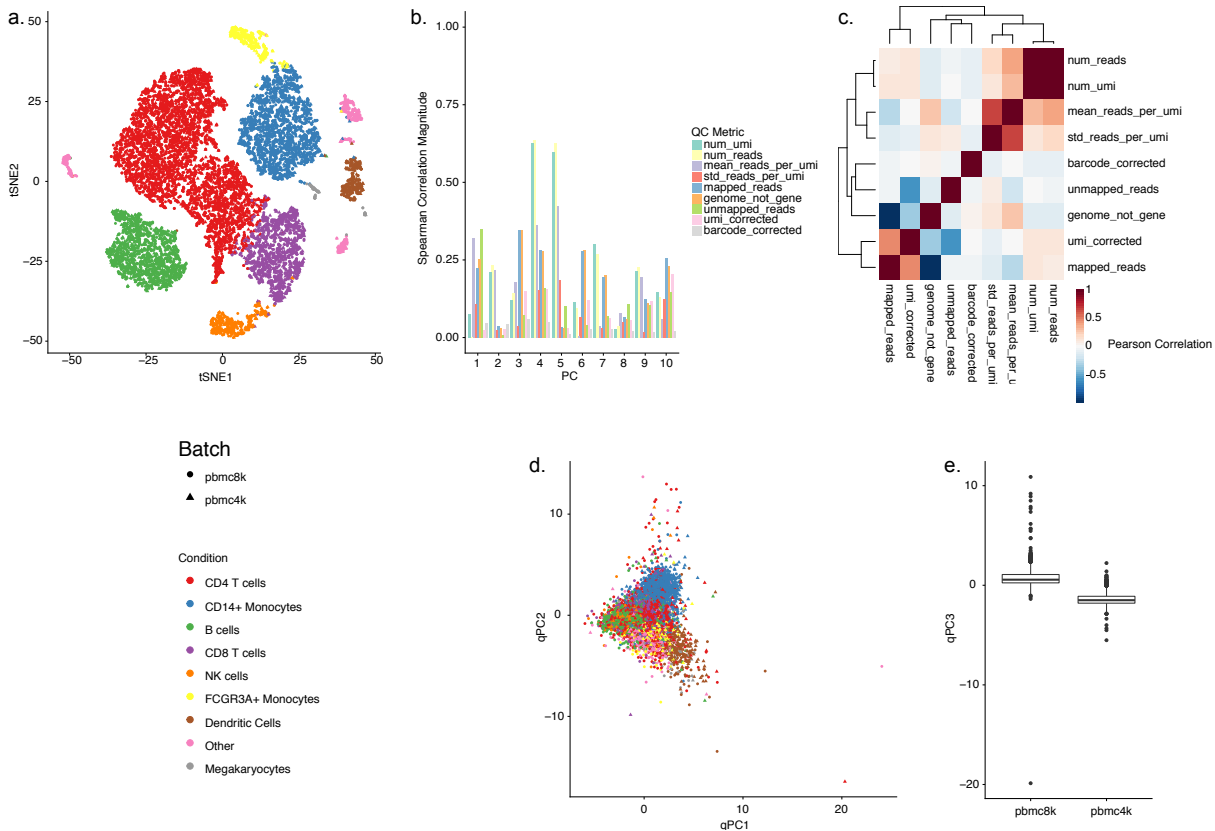 a.
50
25
0
−25
−50
tSNE2
−50
−25
0
25
50
tSNE1
b.
1.00
0.75
0.50
0.25
0.00
Spearman Correlation Magnitude
1 2 3 4 5 6 7 8 9 10
PC
QC Metric
num_umi
num_reads
mean_reads_per_umi
std_reads_per_umi
mapped_reads
genome_not_gene
unmapped_reads
umi_corrected
barcode_corrected
c.
num_reads
num_umi
mean_reads_per_umi
std_reads_per_umi
barcode_corrected
unmapped_reads
genome_not_gene
umi_corrected
mapped_reads
mapped_reads
umi_corrected
genome_not_gene
unmapped_reads
barcode_corrected
std_reads_per_umi
mean_reads_per_u
num_umi
num_reads
1
0.5
0
−0.5
Pearson Correlation
Batch
pbmc8k
pbmc4k
Condition
CD4 T cells
CD14+ Monocytes
B cells
CD8 T cells
NK cells
FCGR3A+ Monocytes
Dendritic Cells
Other
Megakaryocytes
d.
10
0
−10
qPC2
0
10
20
qPC1
e.
10
0
−10
−20
qPC3
pbmc8k
pbmc4k